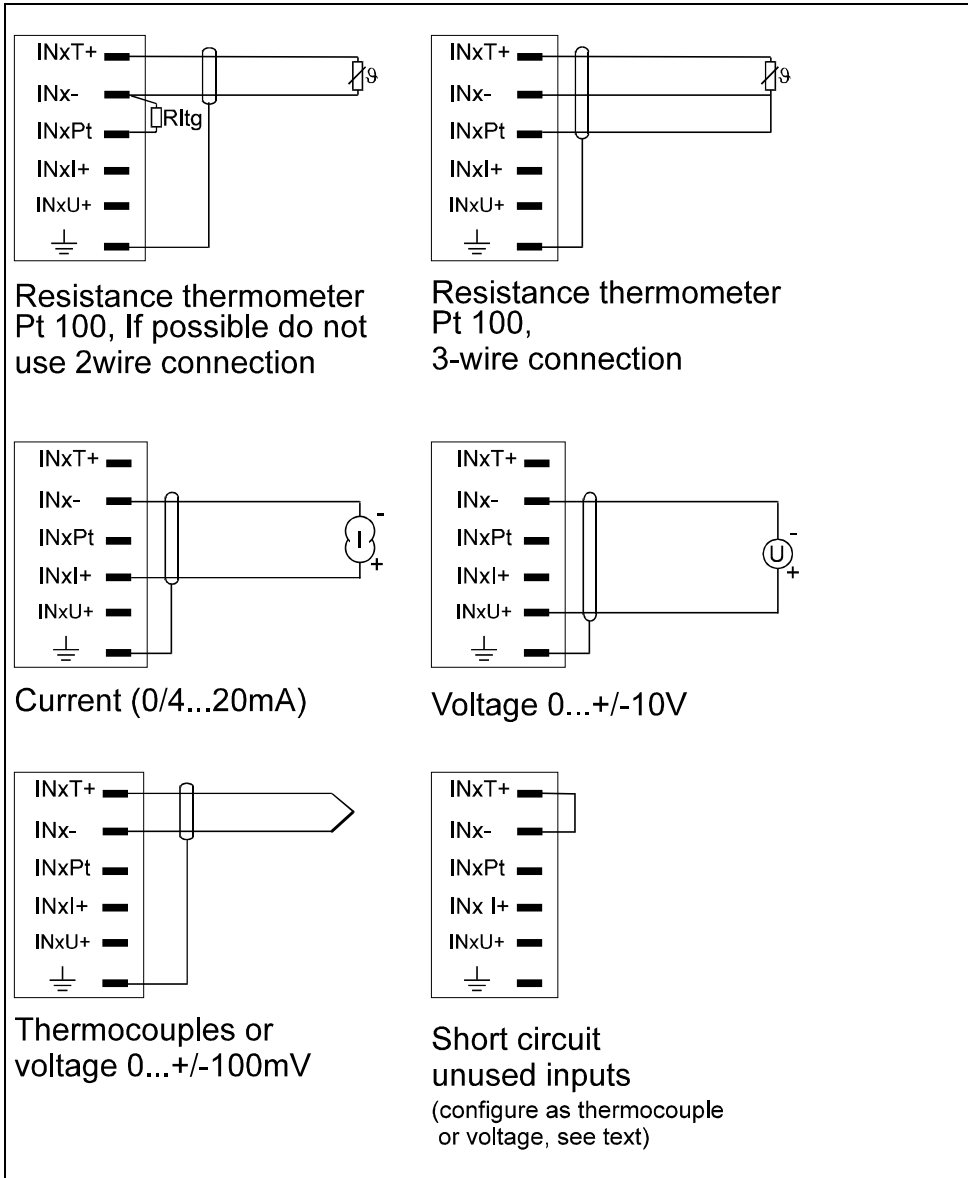 INxT+
INx-
INxPt
INxI+
INxU+
ϑ
Rltg
Resistance thermometer
Pt 100, If possible do not
use 2wire connection
INxT+
INx-
INxPt
INxI+
INxU+
ϑ
Resistance thermometer
Pt 100,
3-wire connection
INxT+
INx-
INxPt
INxI+
INxU+
-
I
+
Current (0/4...20mA)
INxT+
INx-
INxPt
INxI+
INxU+
-
U
+
Voltage 0...+/-10V
INxT+
INx-
INxPt
INxI+
INxU+
Thermocouples or
voltage 0...+/-100mV
INxT+
INx-
INxPt
INx I+
INxU+
Short circuit
unused inputs
(configure as thermocouple
or voltage, see text)